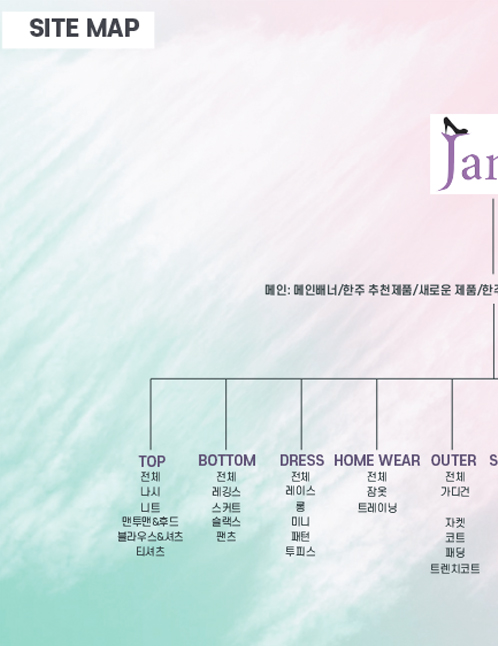 SITE MAP
Jan
메인: 메인배너/한주 추천제품/새로운 제품/한주
TOP
전체
나시
니트
맨투맨&후드
블라우스&셔츠
티셔츠
BOTTOM
전체
레깅스
스커트
슬랙스
팬츠
DRESS
전체
레이스
롱
미니
패턴
투피스
HOME WEAR
전체
잠옷
트레이닝
OUTER
전체
가디건
자켓
코트
패딩
트렌치코트
S